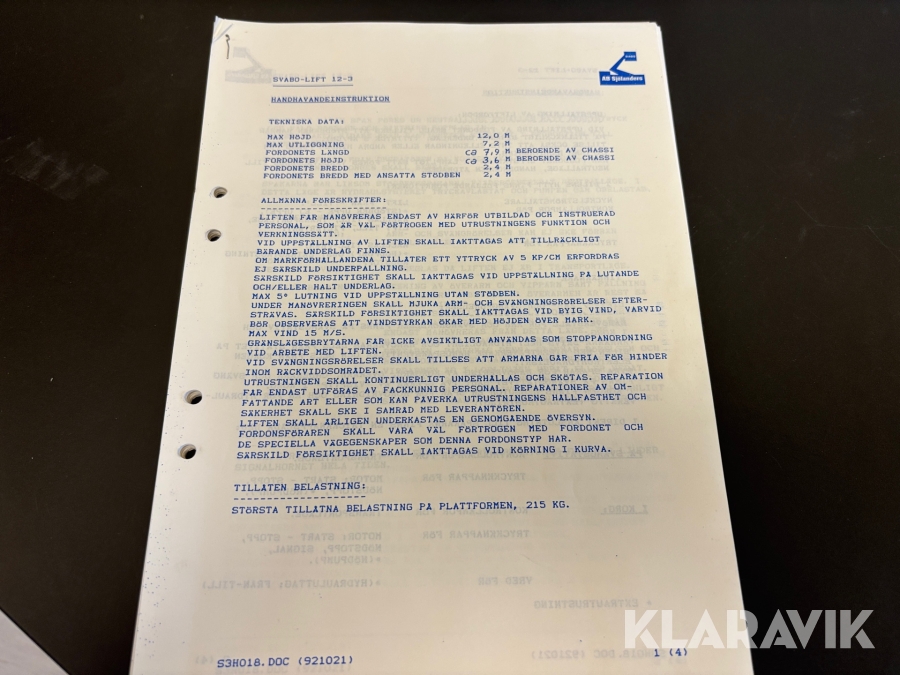 AB Sjölanders
SVABO-LIFT 12-3
HANDHAVANDEINSTRUKTION
TEKNISKA DATA:
MAX HÖJD 12,0 M
MAX UTLIGGNING 7,2 M
FORDONETS LÄNGD ca 7,9 M BEROENDE AV CHASSI
FORDONETS HÖJD ca 3,6 M BEROENDE AV CHASSI
FORDONETS BREDD 2,4 M
FORDONETS BREDD MED ANSATTA STÖDBEN 2,4 M
ALLMÄNNA FÖRESKRIFTER:
LIFTEN FÅR MANÖVRERAS ENDAST AV HÄRFÖR UTBILDAD OCH INSTRUERAD
PERSONAL, SOM ÄR VÄL FÖRTROGEN MED UTRUSTNINGENS FUNKTION OCH
VERKNINGSSÄTT.
VID UPPSTÄLLNING AV LIFTEN SKALL IAKTTAGAS ATT TILLRÄCKLIGT
BÄRANDE UNDERLAG FINNS.
OM MARKFÖRHÅLLANDENA TILLÅTER ETT YTTRYCK AV 5 KP/CM ERFORDRAS
EJ SÄRSKILD UNDERPALLNING.
SÄRSKILD FÖRSIKTIGHET SKALL IAKTTAGAS VID UPPSTÄLLNING PÅ LUTANDE
OCH/ELLER HALT UNDERLAG.
MAX 5° LUTNING VID UPPSTÄLLNING UTAN STÖDBEN.
UNDER MANÖVRERINGEN SKALL MJUKA ARM- OCH SVÄNGNINGSRÖRELSER EFTER-
STRÄVAS. SÄRSKILD FÖRSIKTIGHET SKALL IAKTTAGAS VID BYIG VIND, VARVID
BÖR OBSERVERAS ATT VINDSTYRKAN ÖKAR MED HÖJDEN ÖVER MARK.
MAX VIND 15 M/S.
GRÄNSLÄGESBRYTARNA FÅR ICKE AVSIKTLIGT ANVÄNDAS SOM STOPPANORDNING
VID ARBETE MED LIFTEN.
VID SVÄNGNINGSRÖRELSER SKALL TILLSES ATT ARMARNA GÅR FRIA FÖR HINDER
INOM RÄCKVIDDSOMRÅDET.
UTRUSTNINGEN SKALL KONTINUERLIGT UNDERHÅLLAS OCH SKÖTAS. REPARATION
FÅR ENDAST UTFÖRAS AV FACKKUNNIG PERSONAL. REPARATIONER AV OM-
FATTANDE ART ELLER SOM KAN PÅVERKA UTRUSTNINGENS HÅLLFASTHET OCH
SÄKERHET SKALL SKE I SAMRÅD MED LEVERANTÖREN.
LIFTEN SKALL ÅRLIGEN UNDERKASTAS EN GENOMGÅENDE ÖVERSYN.
FORDONSFÖRAREN SKALL VARA VÄL FÖRTROGEN MED FORDONET OCH
DE SPECIELLA VÄGEGENSKAPER SOM DENNA FORDONSTYP HAR.
SÄRSKILD FÖRSIKTIGHET SKALL IAKTTAGAS VID KÖRNING I KURVA.
TILLÅTEN BELASTNING:
STÖRSTA TILLÅTNA BELASTNING PÅ PLATTFORMEN, 215 KG.
S3H018.DOC (921021) 1 (4)
KLARAVIK